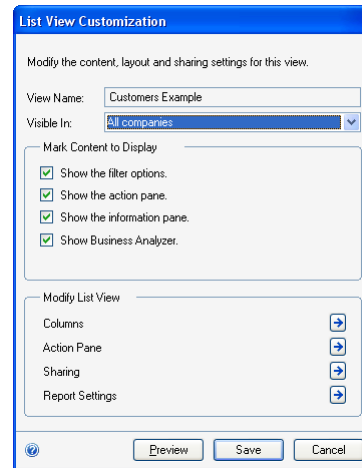 List View Customization
Modify the content, layout and sharing settings for this view.
View Name: Customers Example
Visible In: All companies
Mark Content to Display
Show the filter options.
Show the action pane.
Show the information pane.
Show Business Analyzer.
Modify List View
Columns
Action Pane
Sharing
Report Settings
? Preview Save Cancel